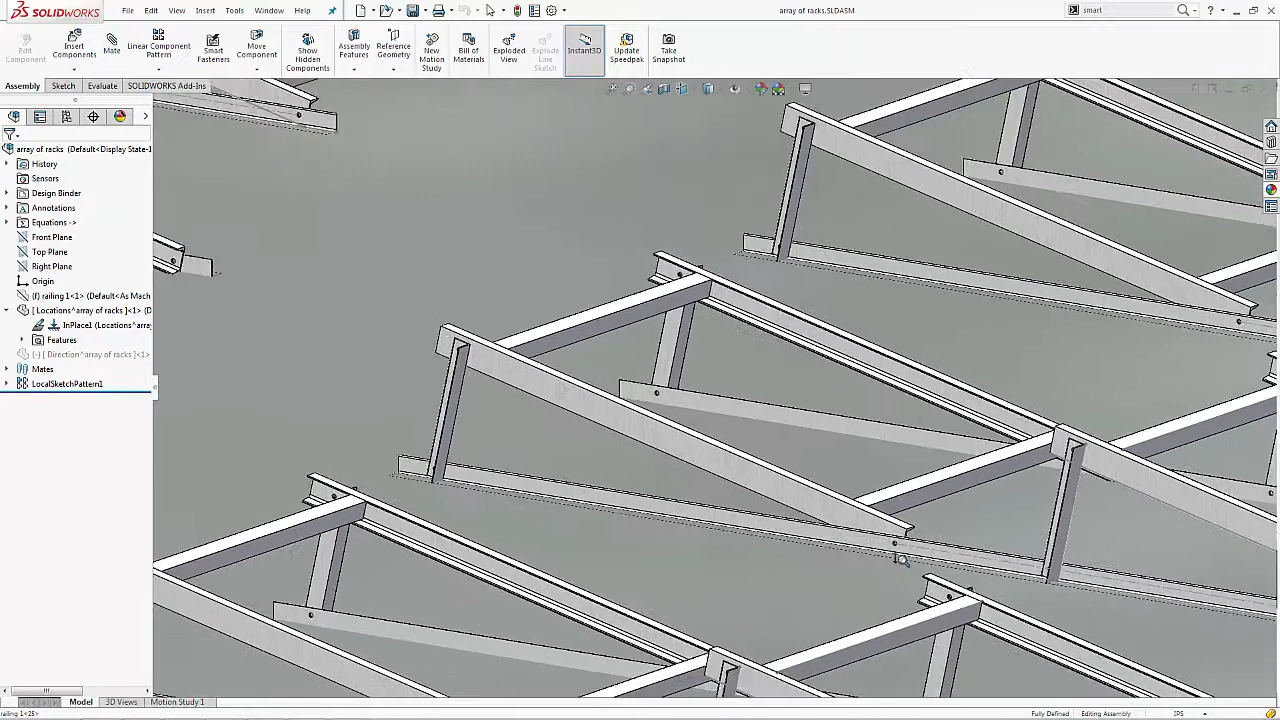 SOLIDWORKS
File Edit View Insert Tools Window Help
array of racks.SLDASM
smart
Edit Component
Insert Components
Mate
Linear Component Pattern
Smart Fasteners
Move Component
Show Hidden Components
Assembly Features
Reference Geometry
New Motion Study
Bill of Materials
Exploded View
Explode Line Sketch
Instant3D
Update Speedpak
Take Snapshot
Assembly Sketch Evaluate SOLIDWORKS Add-Ins
array of racks (Default<Display State-1
History
Sensors
Design Binder
Annotations
Equations ->
Front Plane
Top Plane
Right Plane
Origin
(f) railing 1<1> (Default<As Mach
[ Locations^array of racks ]<1> (D
InPlace1 (Locations^array
Features
(-) [ Direction^array of racks ]<1>
Mates
LocalSketchPattern1
Model 3D Views Motion Study 1
railing 1<25> Fully Defined Editing Assembly IPS